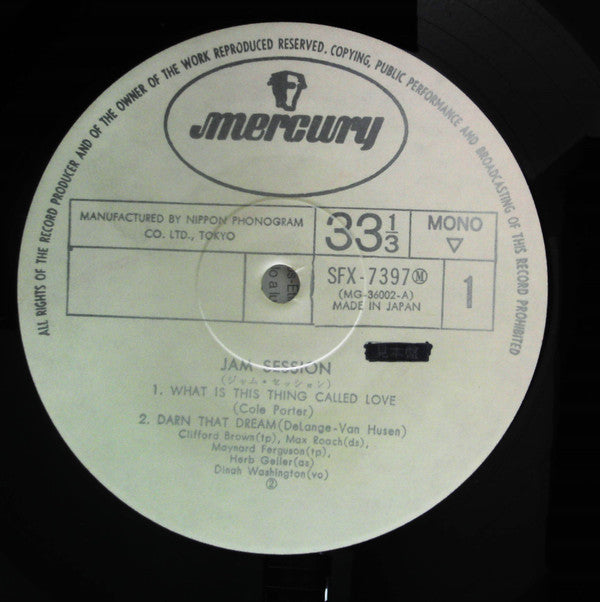 ALL RIGHTS OF THE RECORD PRODUCER AND OF THE OWNER OF THE WORK REPRODUCED RESERVED. COPYING, PUBLIC PERFORMANCE AND BROADCASTING OF THIS RECORD PROHIBITED
mercury
MANUFACTURED BY NIPPON PHONOGRAM
CO. LTD., TOKYO
33 1/3
MONO
▽
SFX-7397Ⓜ
(MG-36002-A)
MADE IN JAPAN
1
見本盤
JAM SESSION
(ジャム・セッション)
1. WHAT IS THIS THING CALLED LOVE
(Cole Porter)
2. DARN THAT DREAM(DeLange-Van Husen)
Clifford Brown(tp), Max Roach(ds),
Maynard Ferguson(tp),
Herb Geller(as)
Dinah Washington(vo)
②